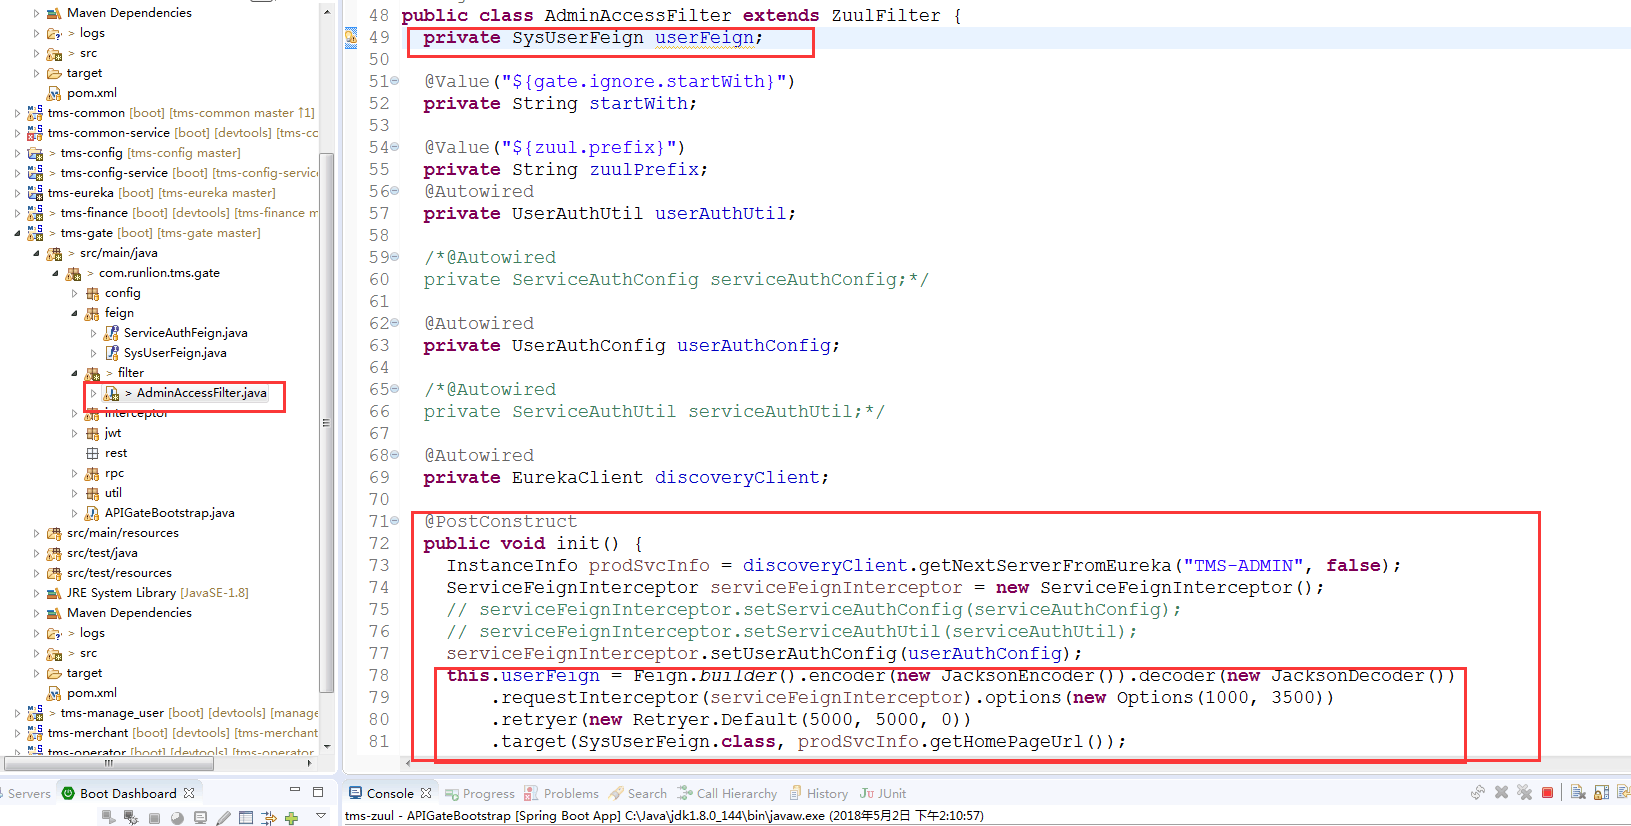 Maven Dependencies
> logs
> src
target
pom.xml
tms-common [boot] [tms-common master ↑1]
tms-common-service [boot] [devtools] [tms-co
> tms-config [tms-config master]
> tms-config-service [boot] [tms-config-servic
tms-eureka [boot] [tms-eureka master]
> tms-finance [boot] [devtools] [tms-finance m
> tms-gate [boot] [tms-gate master]
> src/main/java
> com.runlion.tms.gate
config
feign
ServiceAuthFeign.java
SysUserFeign.java
> filter
> AdminAccessFilter.java
interceptor
jwt
rest
rpc
util
APIGateBootstrap.java
src/main/resources
src/test/java
src/test/resources
JRE System Library [JavaSE-1.8]
Maven Dependencies
> logs
> src
target
pom.xml
> tms-manage_user [boot] [devtools] [manage
tms-merchant [boot] [devtools] [tms-merchant
tms-operator [boot] [devtools] [tms-operator
48 public class AdminAccessFilter extends ZuulFilter {
49 private SysUserFeign userFeign;
50
51 @Value("${gate.ignore.startWith}")
52 private String startWith;
53
54 @Value("${zuul.prefix}")
55 private String zuulPrefix;
56 @Autowired
57 private UserAuthUtil userAuthUtil;
58
59 /*@Autowired
60 private ServiceAuthConfig serviceAuthConfig;*/
61
62 @Autowired
63 private UserAuthConfig userAuthConfig;
64
65 /*@Autowired
66 private ServiceAuthUtil serviceAuthUtil;*/
67
68 @Autowired
69 private EurekaClient discoveryClient;
70
71 @PostConstruct
72 public void init() {
73 InstanceInfo prodSvcInfo = discoveryClient.getNextServerFromEureka("TMS-ADMIN", false);
74 ServiceFeignInterceptor serviceFeignInterceptor = new ServiceFeignInterceptor();
75 // serviceFeignInterceptor.setServiceAuthConfig(serviceAuthConfig);
76 // serviceFeignInterceptor.setServiceAuthUtil(serviceAuthUtil);
77 serviceFeignInterceptor.setUserAuthConfig(userAuthConfig);
78 this.userFeign = Feign.builder().encoder(new JacksonEncoder()).decoder(new JacksonDecoder())
79 .requestInterceptor(serviceFeignInterceptor).options(new Options(1000, 3500))
80 .retryer(new Retryer.Default(5000, 5000, 0))
81 .target(SysUserFeign.class, prodSvcInfo.getHomePageUrl());
Servers Boot Dashboard
Console Progress Problems Search Call Hierarchy History JUnit
tms-zuul - APIGateBootstrap [Spring Boot App] C:\Java\jdk1.8.0_144\bin\javaw.exe (2018年5月2日 下午2:10:57)